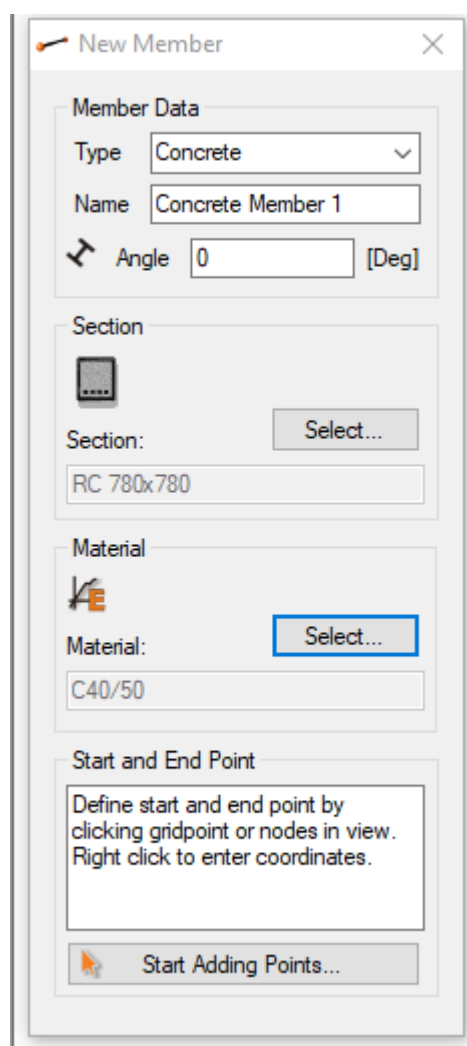 New Member
Member Data
Type Concrete
Name Concrete Member 1
Angle 0 [Deg]
Section
Section: Select...
RC 780x780
Material
E
Material: Select...
C40/50
Start and End Point
Define start and end point by
clicking gridpoint or nodes in view.
Right click to enter coordinates.
Start Adding Points...